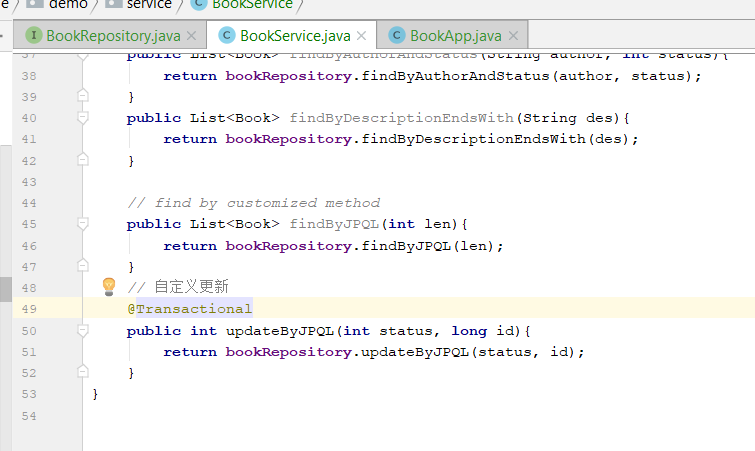 demo service BookService
BookRepository.java BookService.java BookApp.java
37 public List<Book> findByAuthorAndStatus(String author, int status){
38 return bookRepository.findByAuthorAndStatus(author, status);
39 }
40 public List<Book> findByDescriptionEndsWith(String des){
41 return bookRepository.findByDescriptionEndsWith(des);
42 }
43
44 // find by customized method
45 public List<Book> findByJPQL(int len){
46 return bookRepository.findByJPQL(len);
47 }
48 // 自定义更新
49 @Transactional
50 public int updateByJPQL(int status, long id){
51 return bookRepository.updateByJPQL(status, id);
52 }
53 }
54